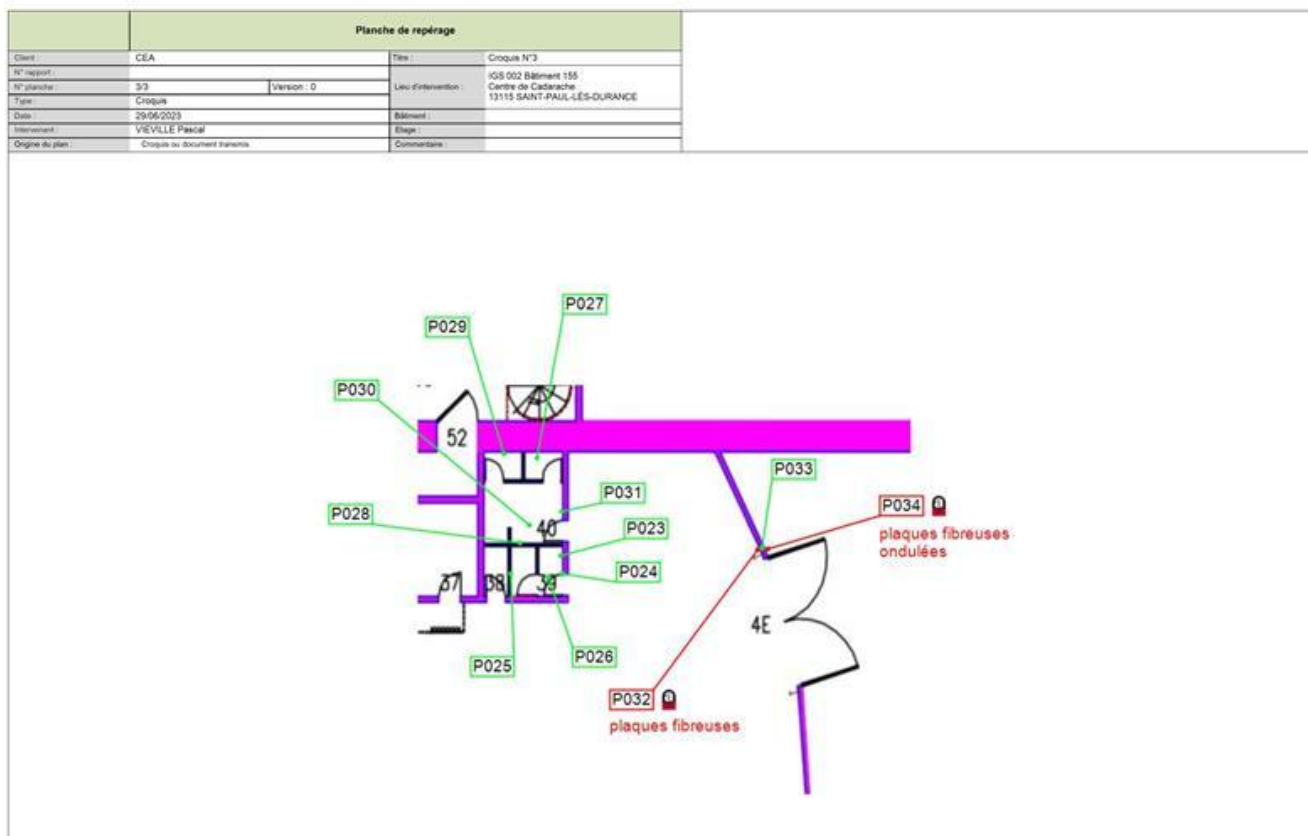 Planche de repérage
Client : CEA Titre : Croquis N°3
N° rapport :
N° planche : 3/3 Version : 0 Lieu d'intervention : IGS 002 Bâtiment 155
Centre de Cadarache
13115 SAINT-PAUL-LÈS-DURANCE
Type : Croquis
Date : 29/06/2023 Bâtiment :
Intervenant : VIEVILLE Pascal Etage :
Origine du plan : Croquis ou document transmis Commentaire :
P027
P029
P030
52
P033
P031
P034 a
plaques fibreuses
ondulées
P028
40
P023
P024
37
38
39
4E
P025
P026
P032 a
plaques fibreuses